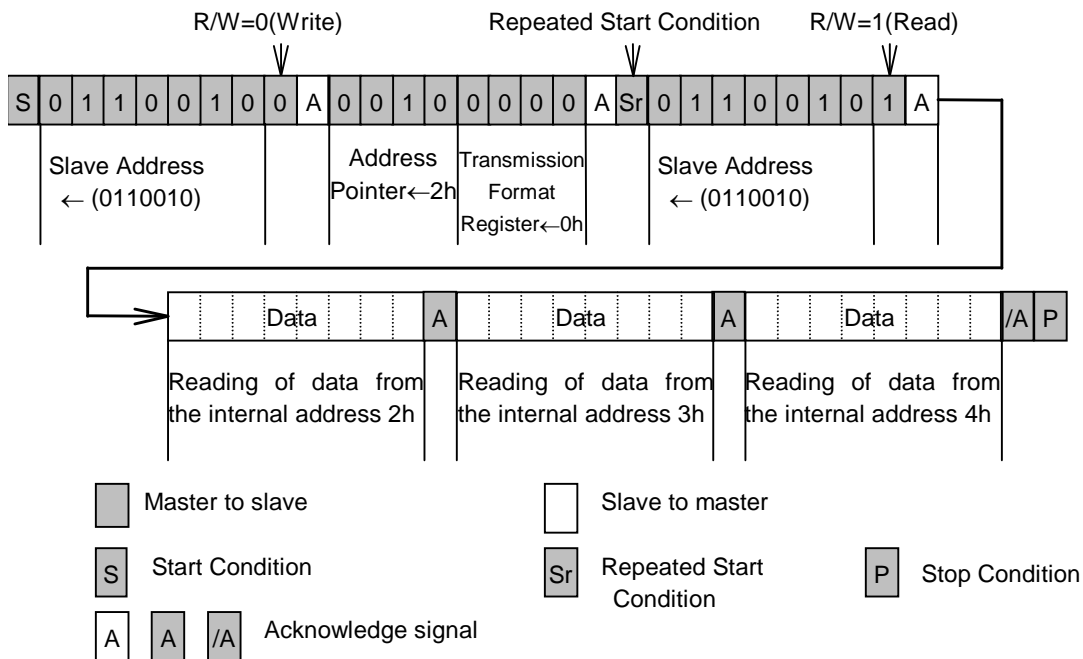 R/W=0(Write) Repeated Start Condition R/W=1(Read)
S 0 1 1 0 0 1 0 0 A 0 0 1 0 0 0 0 0 A Sr 0 1 1 0 0 1 0 1 A
Slave Address
← (0110010)
Address
Pointer←2h
Transmission
Format
Register←0h
Slave Address
← (0110010)
Data A Data A Data /A P
Reading of data from
the internal address 2h
Reading of data from
the internal address 3h
Reading of data from
the internal address 4h
Master to slave
Slave to master
S Start Condition
Sr Repeated Start
Condition
P Stop Condition
A A /A Acknowledge signal